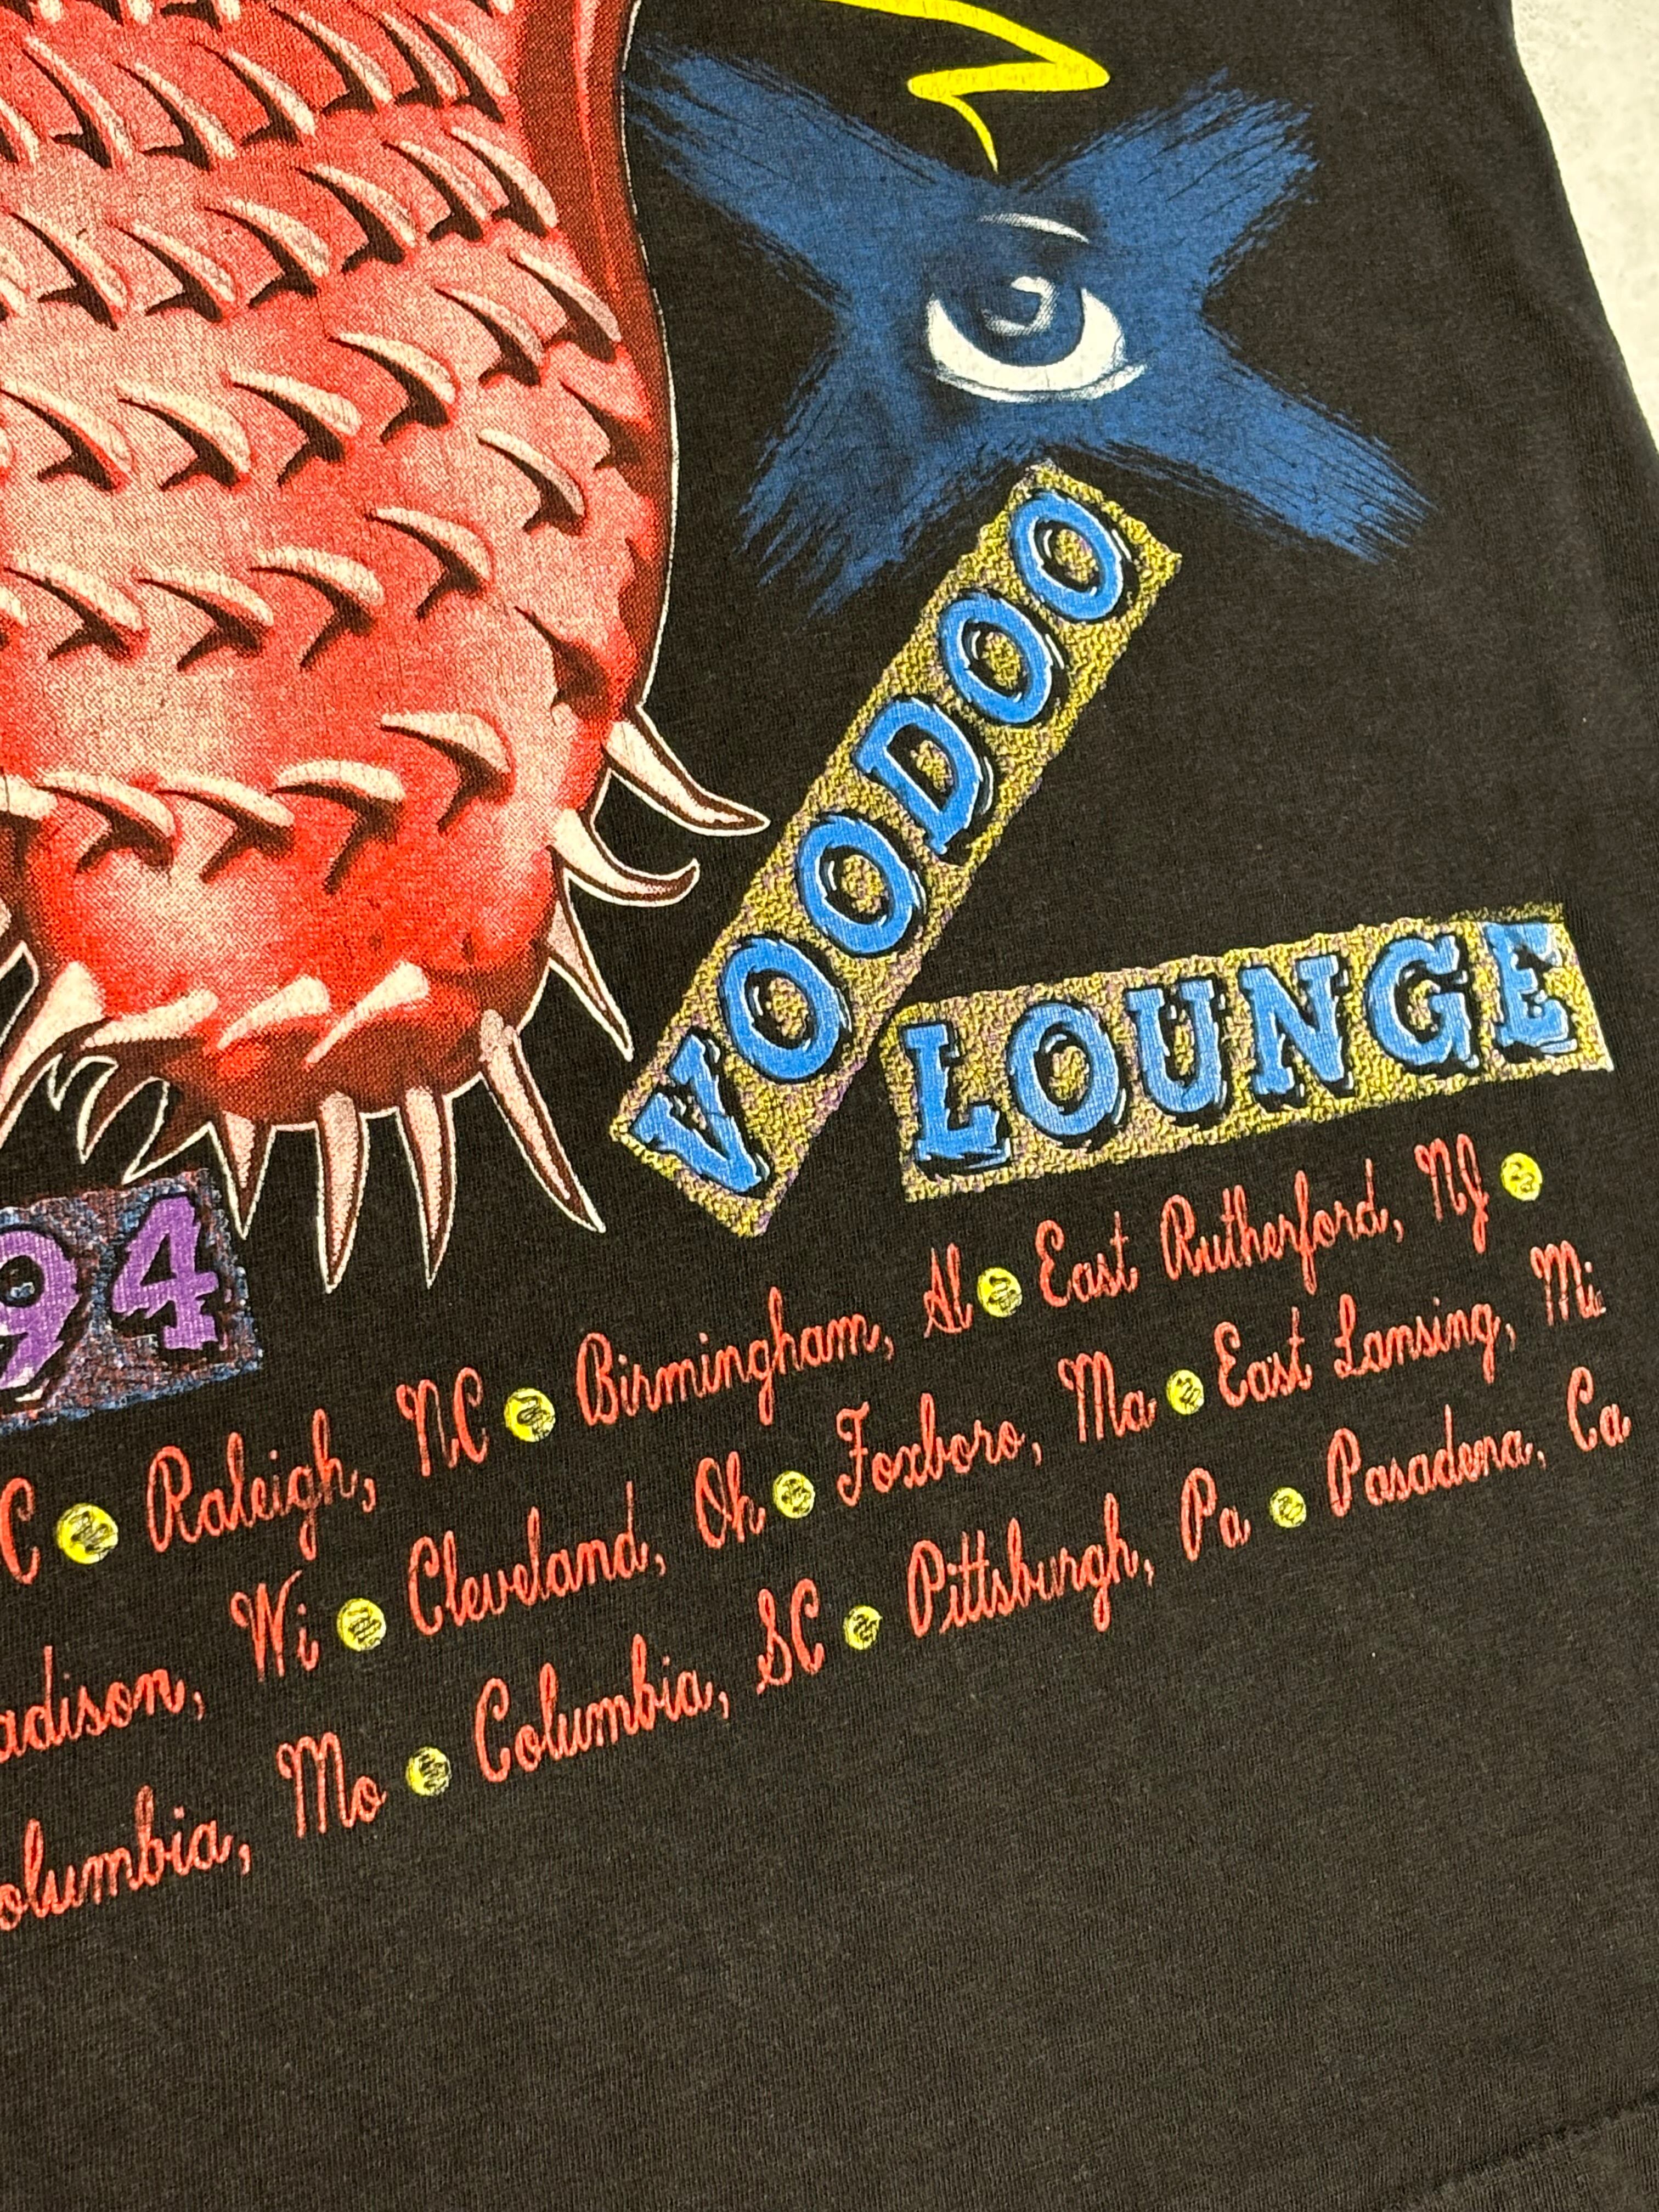 VOODOO
LOUNGE
94
C Raleigh, NC Birmingham, Al East Rutherford, NJ
adison, Wi Cleveland, Oh Foxboro, Ma East Lansing, Mi
olumbia, Mo Columbia, SC Pittsburgh, Pa Pasadena, Ca